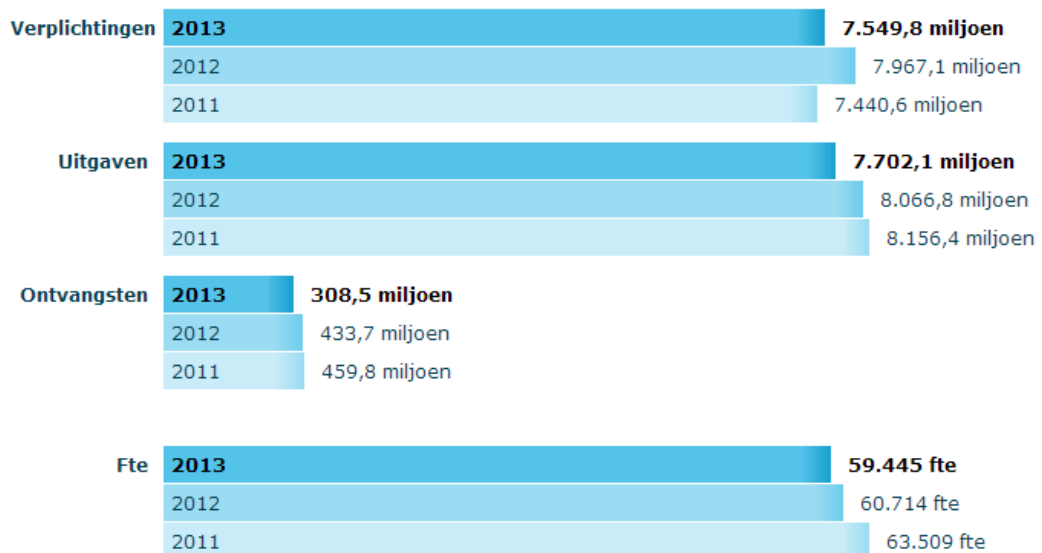 Verplichtingen 2013 7.549,8 miljoen
2012 7.967,1 miljoen
2011 7.440,6 miljoen
Uitgaven 2013 7.702,1 miljoen
2012 8.066,8 miljoen
2011 8.156,4 miljoen
Ontvangsten 2013 308,5 miljoen
2012 433,7 miljoen
2011 459,8 miljoen
Fte 2013 59.445 fte
2012 60.714 fte
2011 63.509 fte